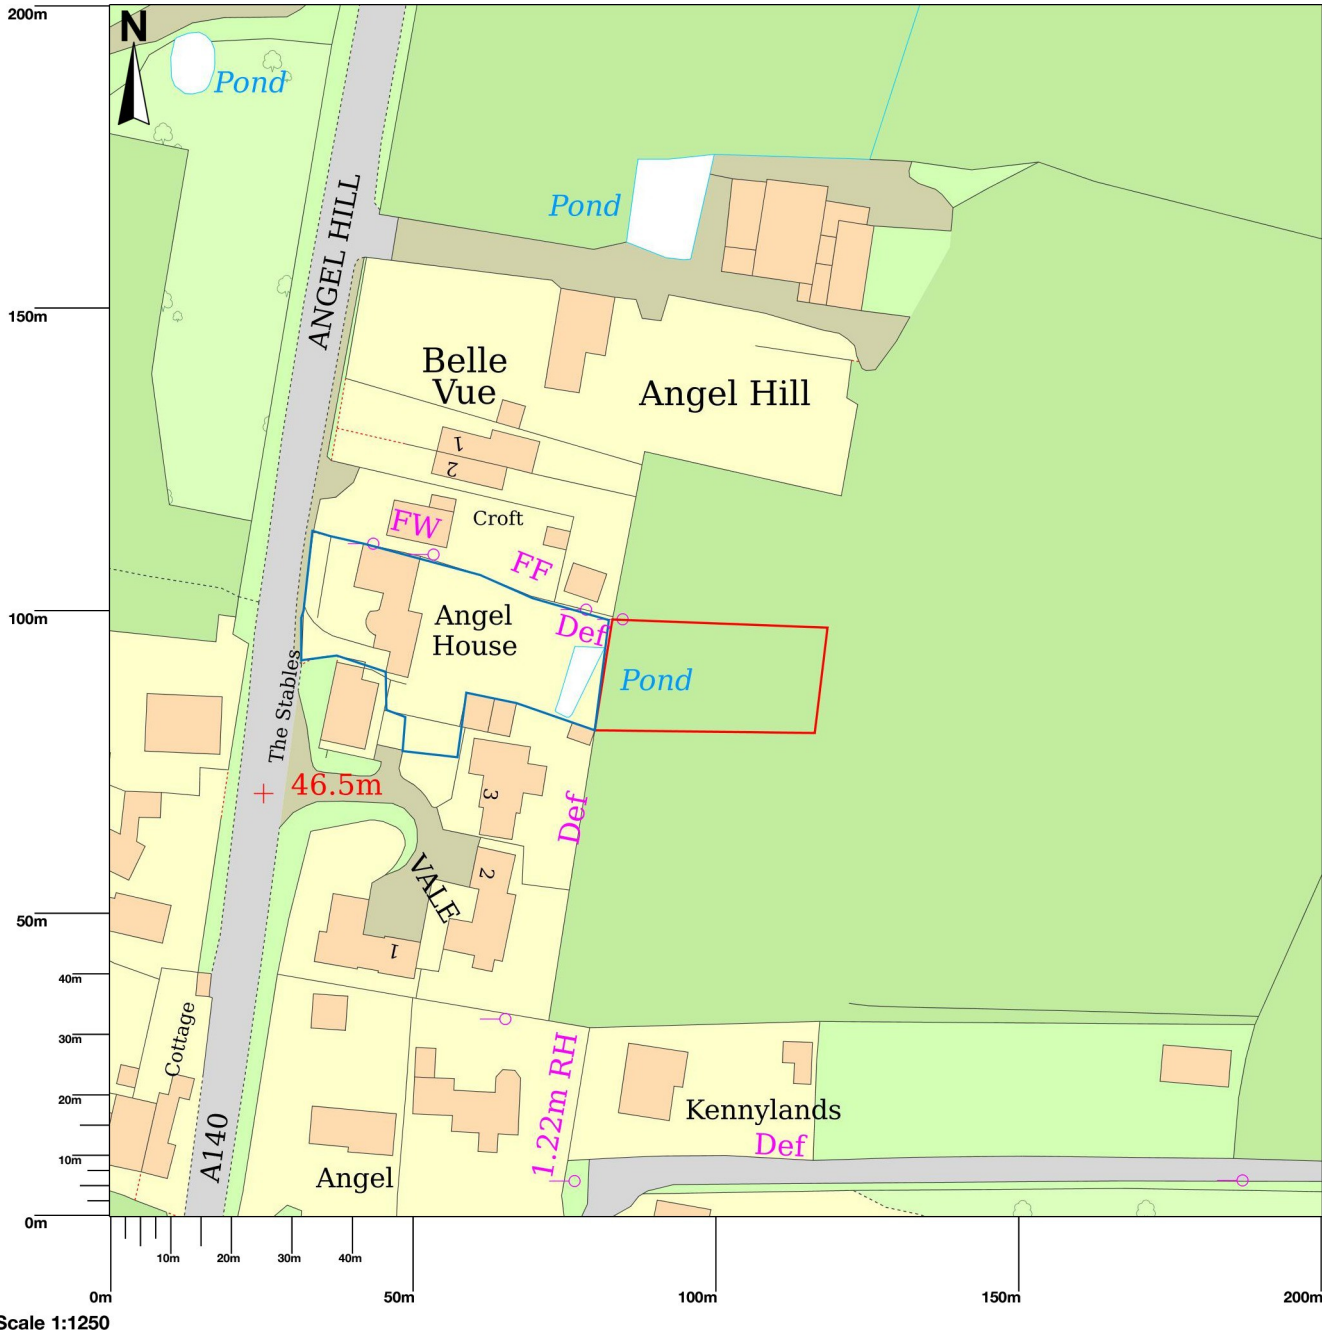 200m
N
Pond
ANGEL HILL
Pond
150m
Belle
Vue
Angel Hill
1
2
FW
Croft
FF
100m
Angel
House
Def
Pond
The Stables
46.5m
3
Def
VALE
2
50m
1
40m
Cottage
30m
1.22m RH
20m
Kennylands
A140
Def
10m
Angel
0m
10m
20m
30m
40m
0m
50m
100m
150m
200m
Scale 1:1250